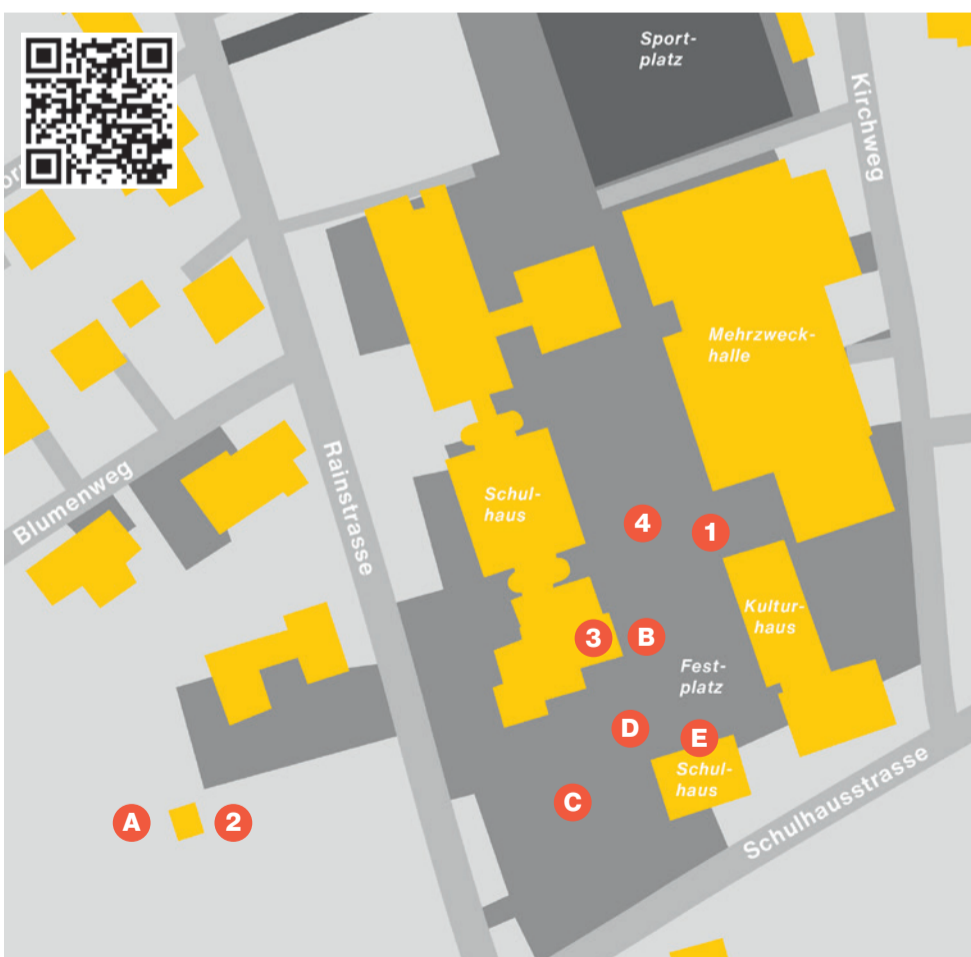 Sport-
platz
Kirchweg
Mehrzweck-
halle
Rainstrasse
Blumenweg
Schul-
haus
4
1
Kultur-
haus
3
B
Fest-
platz
D
E
Schul-
haus
C
A
2
Schulhausstrasse